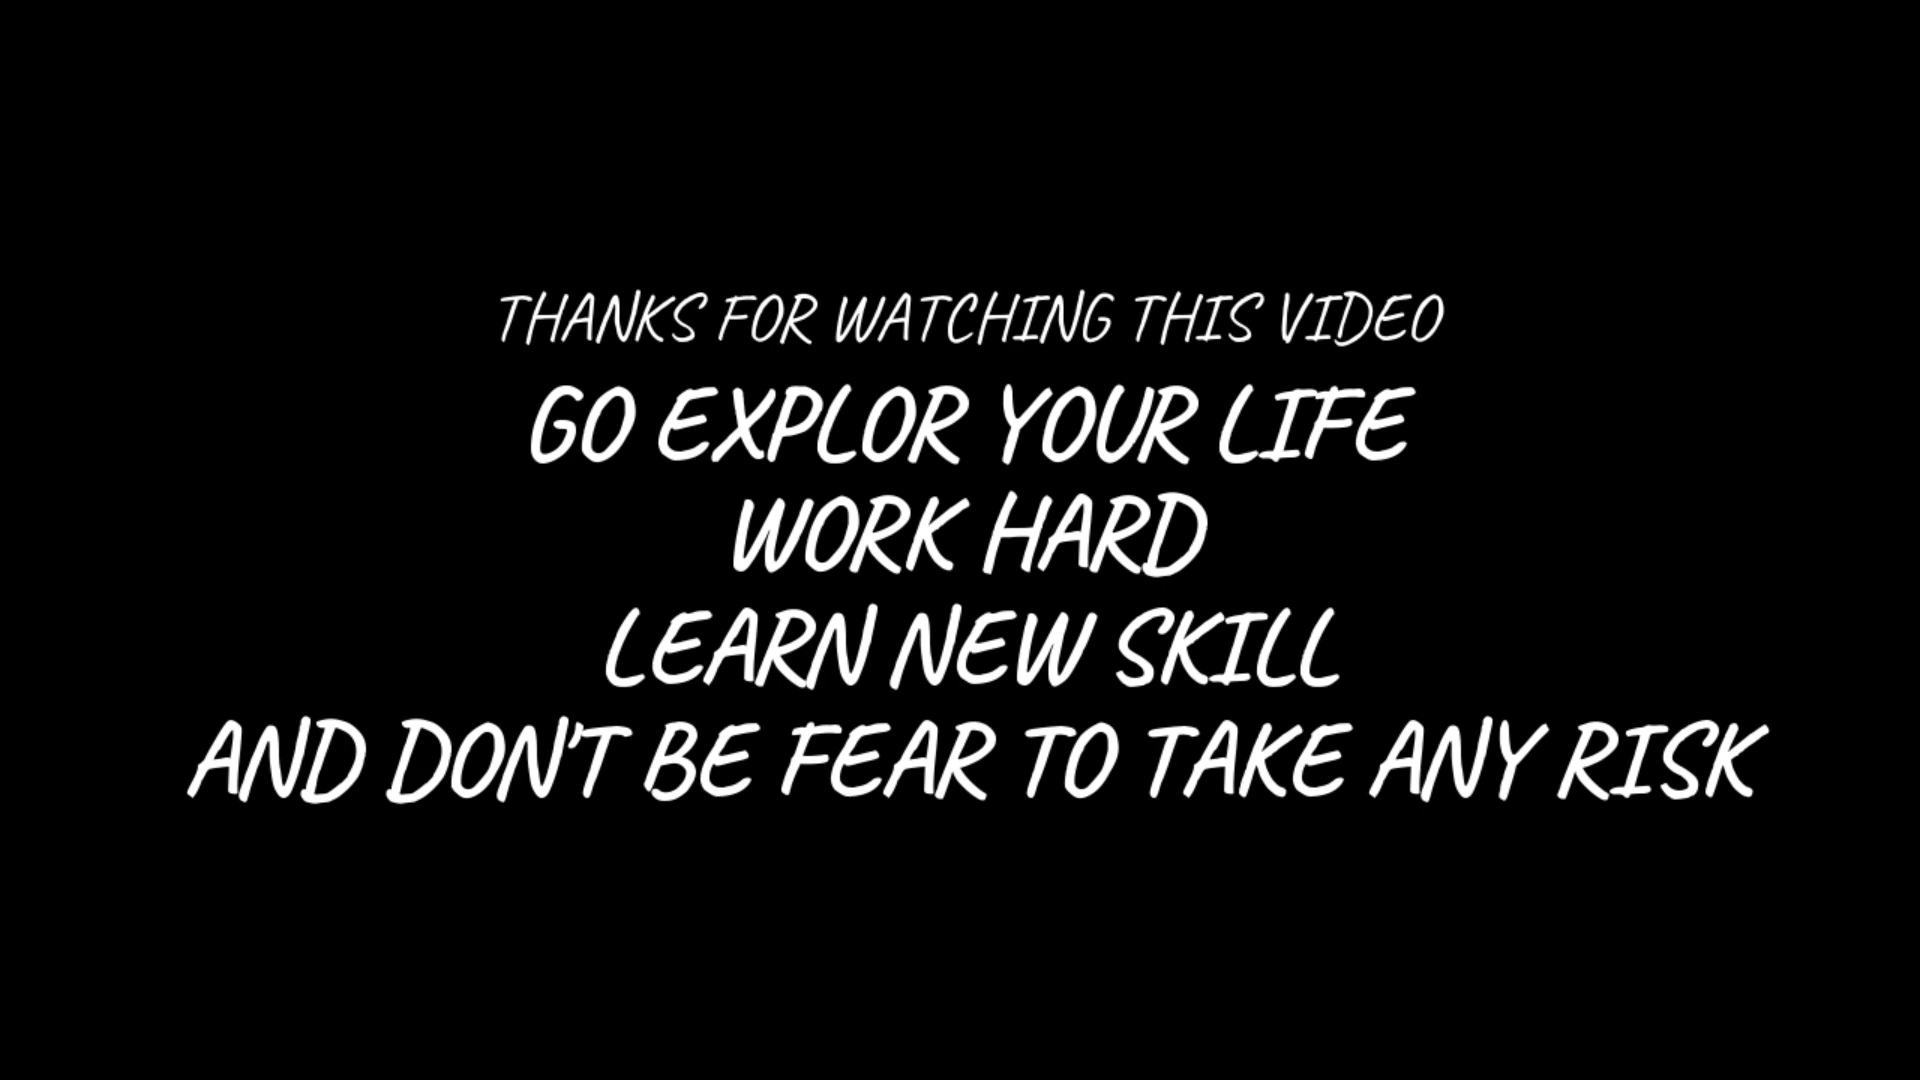 THANKS FOR WATCHING THIS VIDEO
GO EXPLOR YOUR LIFE
WORK HARD
LEARN NEW SKILL
AND DON'T BE FEAR TO TAKE ANY RISK